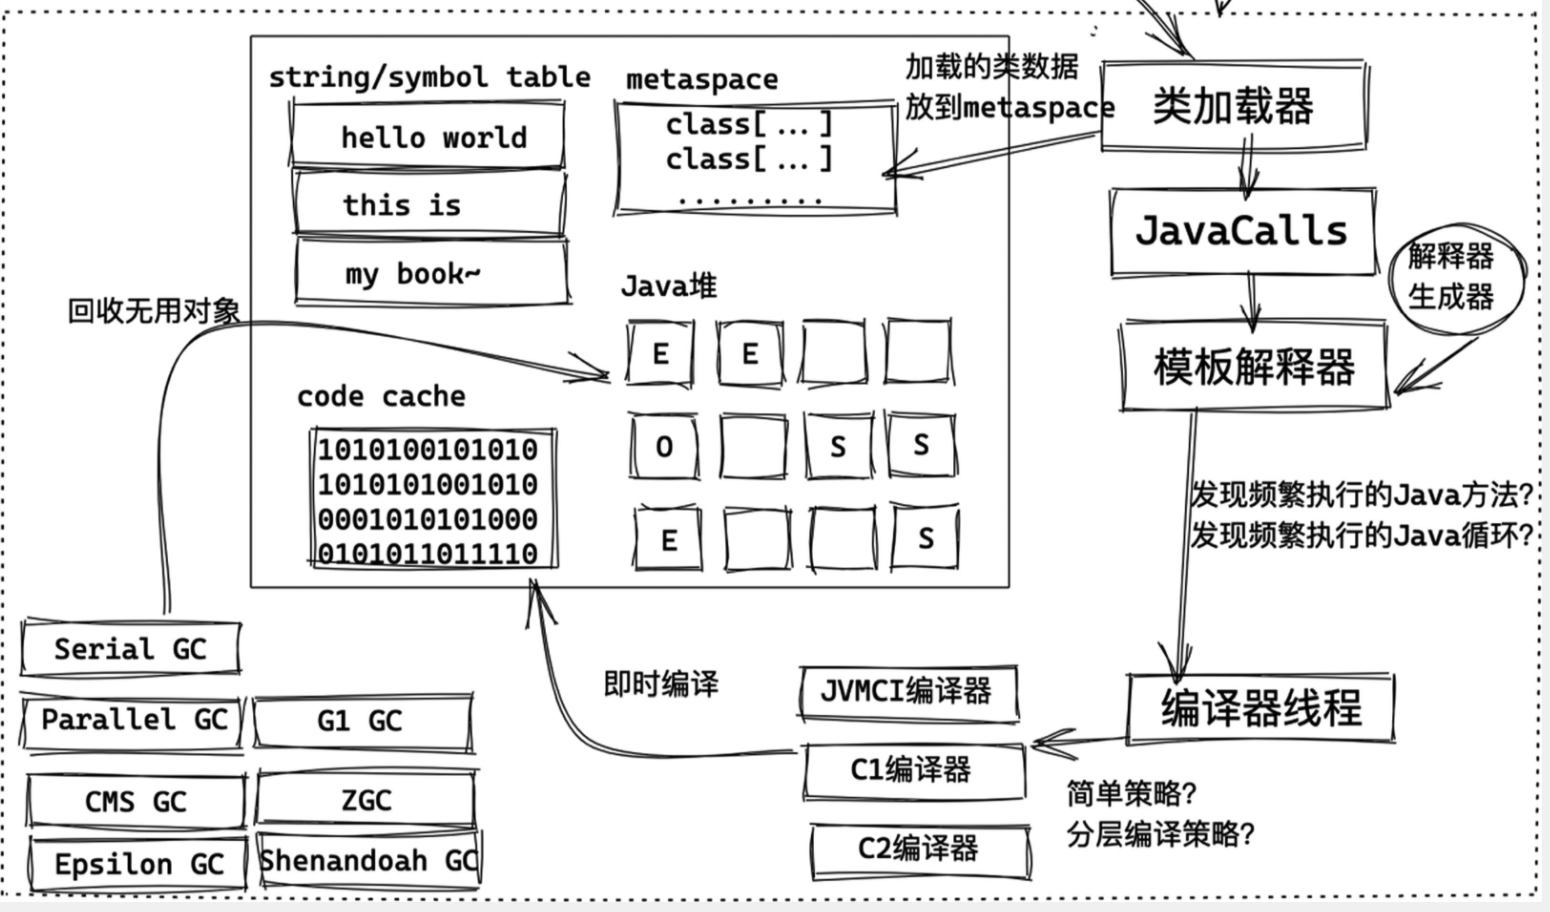 string/symbol table
hello world
this is
my book~
metaspace
class[ ... ]
class[ ... ]
.........
加载的类数据
放到metaspace
类加载器
JavaCalls
解释器
生成器
模板解释器
回收无用对象
Java堆
E
E
O
S
S
E
S
code cache
1010100101010
1010101001010
0001010101000
0101011011110
发现频繁执行的Java方法?
发现频繁执行的Java循环?
编译器线程
简单策略?
分层编译策略?
即时编译
JVMCI编译器
C1编译器
C2编译器
Serial GC
Parallel GC
G1 GC
CMS GC
ZGC
Epsilon GC
Shenandoah GC